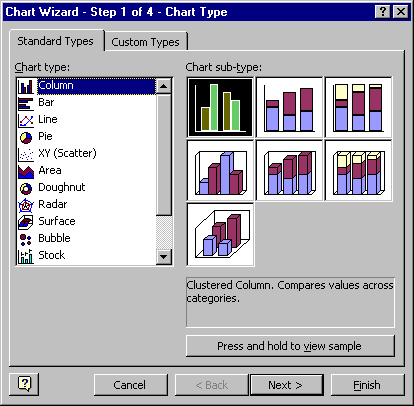 Chart Wizard - Step 1 of 4 - Chart Type
Standard Types
Custom Types
Chart type:
Column
Bar
Line
Pie
XY (Scatter)
Area
Doughnut
Radar
Surface
Bubble
Stock
Chart sub-type:
Clustered Column. Compares values across
categories.
Press and hold to view sample
?
Cancel
< Back
Next >
Finish